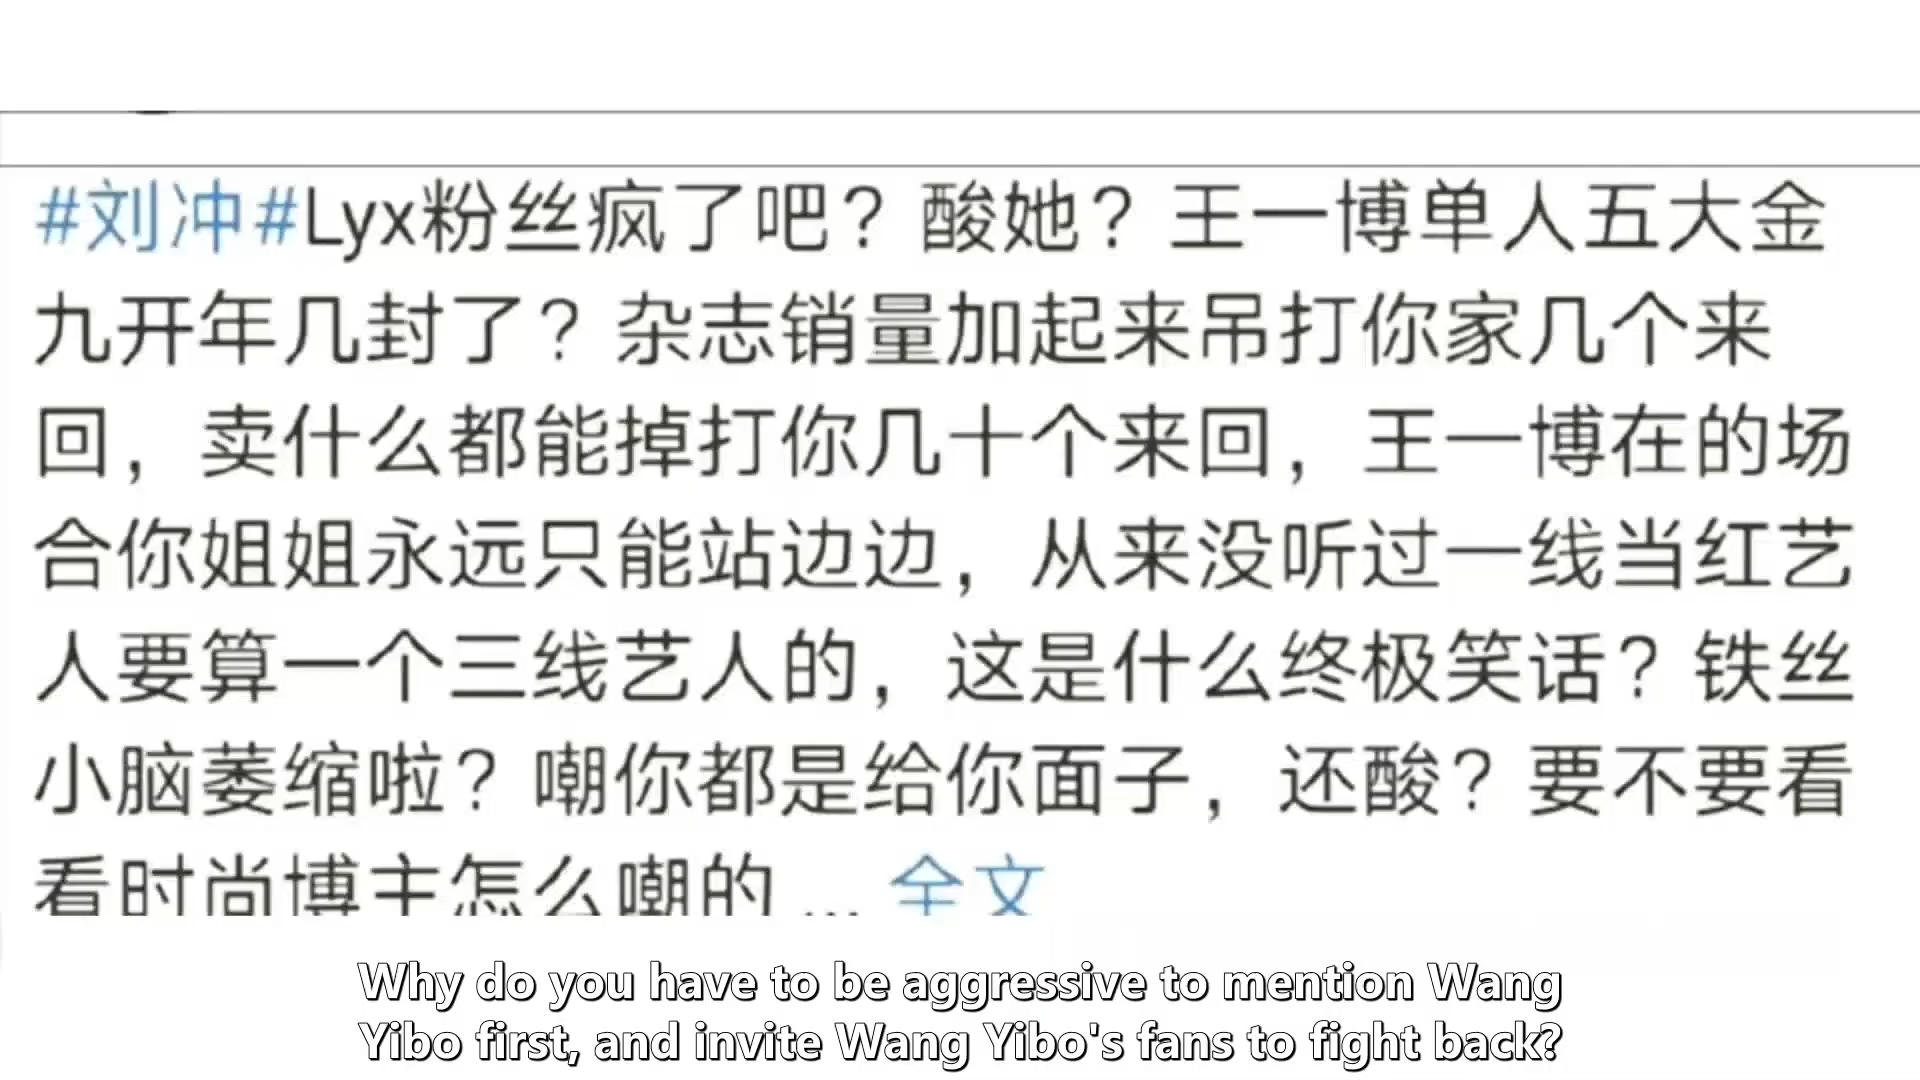 #刘冲#Lyx粉丝疯了吧？酸她？王一博单人五大金
九开年几封了？杂志销量加起来吊打你家几个来
回，卖什么都能掉打你几十个来回，王一博在的场
合你姐姐永远只能站边边，从来没听过一线当红艺
人要算一个三线艺人的，这是什么终极笑话？铁丝
小脑萎缩啦？嘲你都是给你面子，还酸？要不要看
看时尚博主怎么嘲的... 全文
Why do you have to be aggressive to mention Wang
Yibo first, and invite Wang Yibo's fans to fight back?